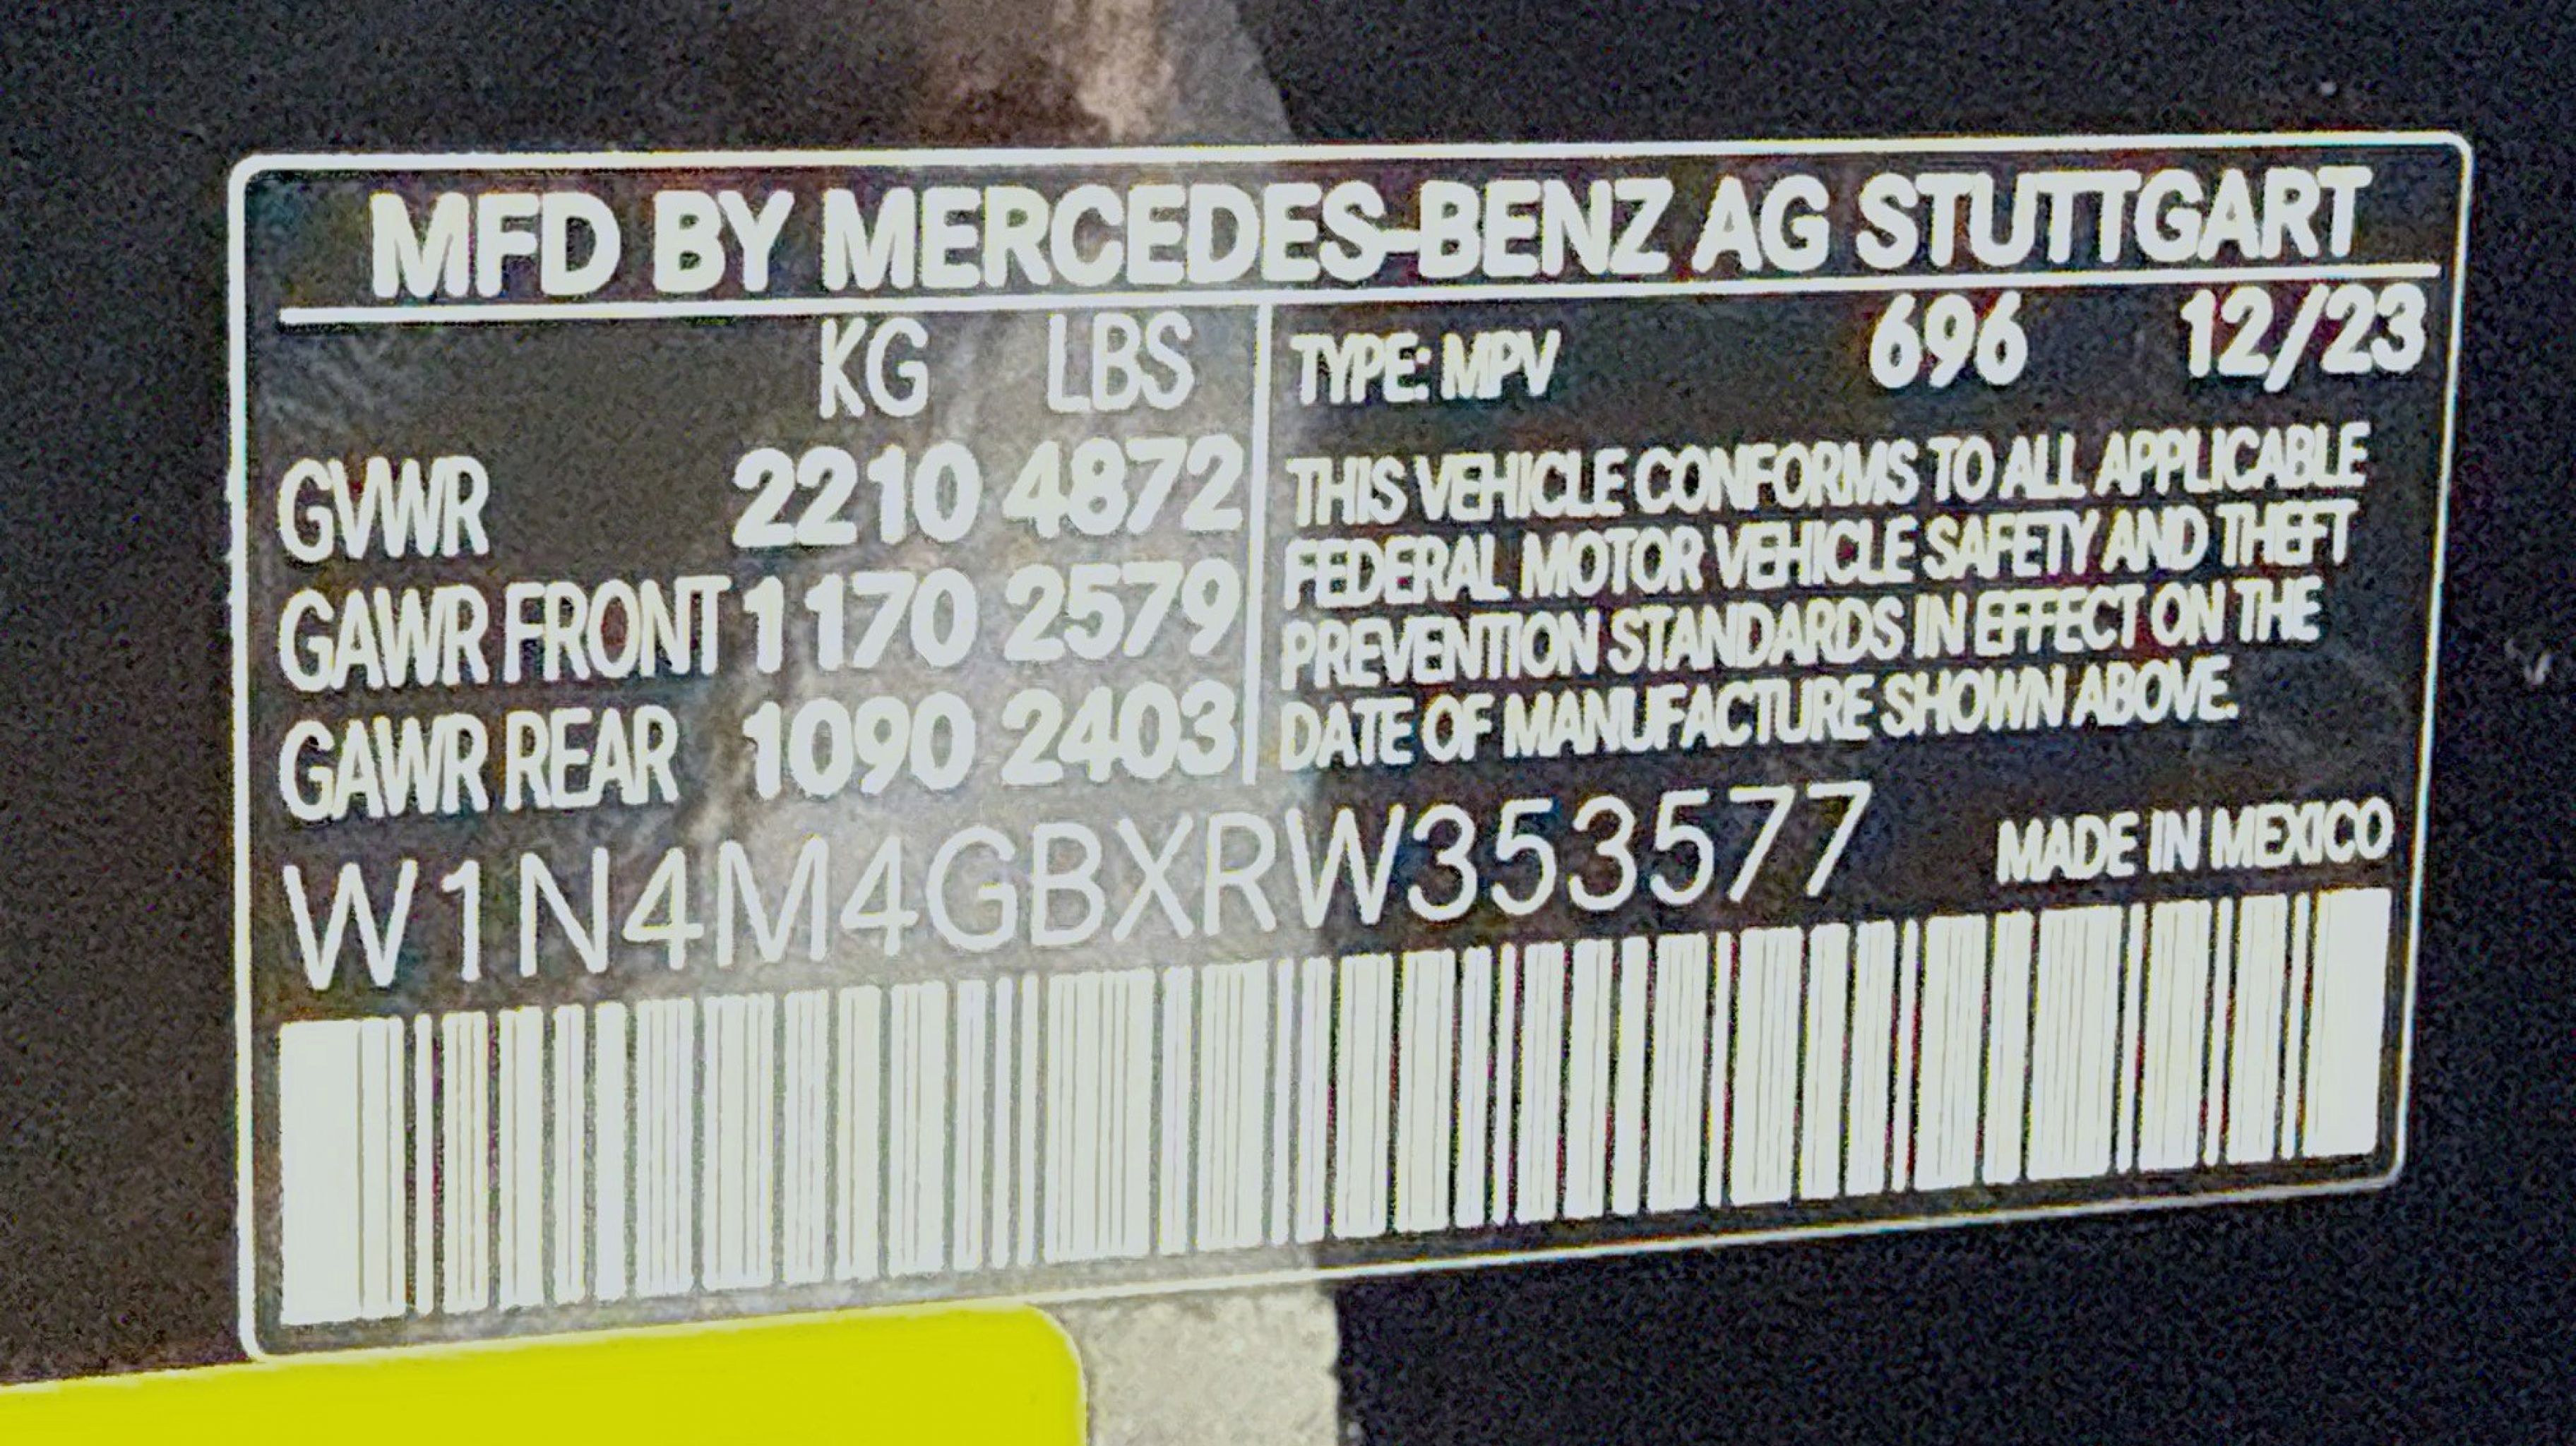 MFD BY MERCEDES-BENZ AG STUTTGART
KG LBS
GVWR 2210 4872
GAWR FRONT 1170 2579
GAWR REAR 1090 2403
TYPE: MPV 696 12/23
THIS VEHICLE CONFORMS TO ALL APPLICABLE
FEDERAL MOTOR VEHICLE SAFETY AND THEFT
PREVENTION STANDARDS IN EFFECT ON THE
DATE OF MANUFACTURE SHOWN ABOVE.
W1N4M4GBXRW353577 MADE IN MEXICO